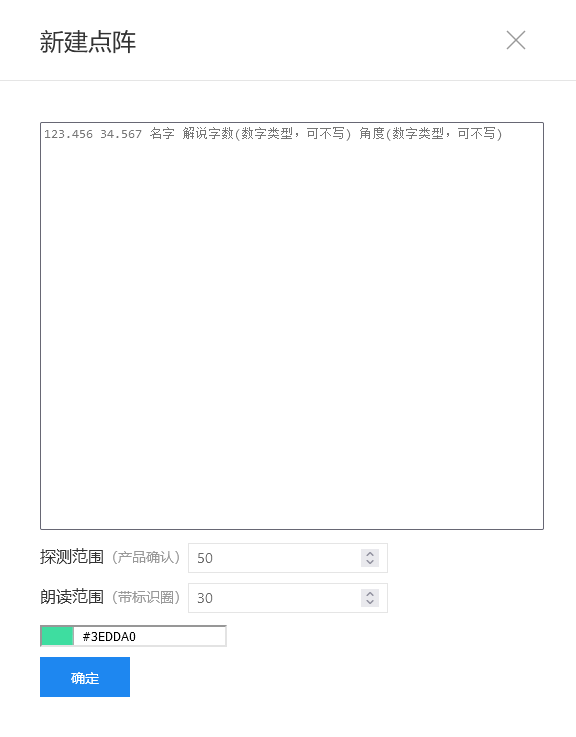 新建点阵
123.456 34.567 名字 解说字数(数字类型，可不写) 角度(数字类型，可不写)
探测范围（产品确认） 50
朗读范围（带标识圈） 30
#3EDDA0
确定